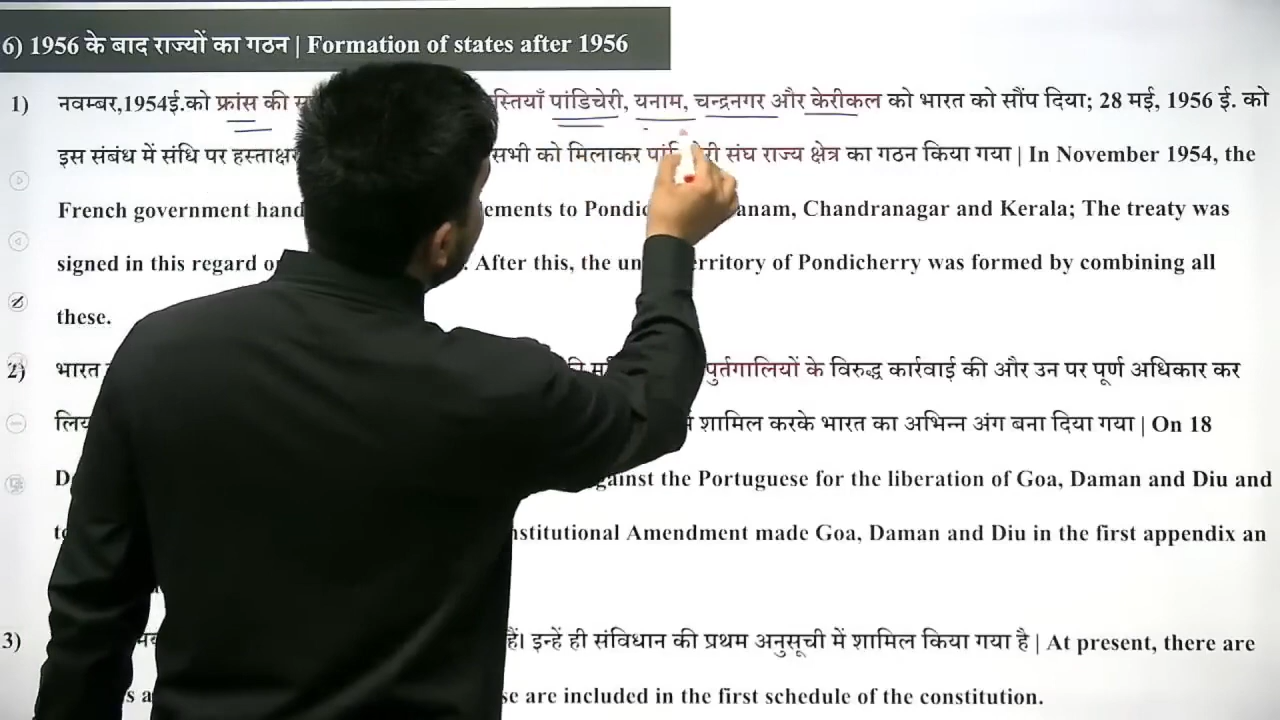 6) 1956 के बाद राज्यों का गठन | Formation of states after 1956
1) नवम्बर,1954ई.को फ्रांस की स्तियाँ पांडिचेरी, यनाम, चन्द्रनगर और केरीकल को भारत को सौंप दिया; 28 मई, 1956 ई. को
इस संबंध में संधि पर हस्ताक्षर सभी को मिलाकर संघ राज्य क्षेत्र का गठन किया गया | In November 1954, the
French government hand ements to Pondic anam, Chandranagar and Kerala; The treaty was
signed in this regard . After this, the un erritory of Pondicherry was formed by combining all
these.
2) भारत पुर्तगालियों के विरुद्ध कार्रवाई की और उन पर पूर्ण अधिकार कर
लिय शामिल करके भारत का अभिन्न अंग बना दिया गया | On 18
D gainst the Portuguese for the liberation of Goa, Daman and Diu and
to nstitutional Amendment made Goa, Daman and Diu in the first appendix an
3) हैं। इन्हें ही संविधान की प्रथम अनुसूची में शामिल किया गया है | At present, there are
s a se are included in the first schedule of the constitution.